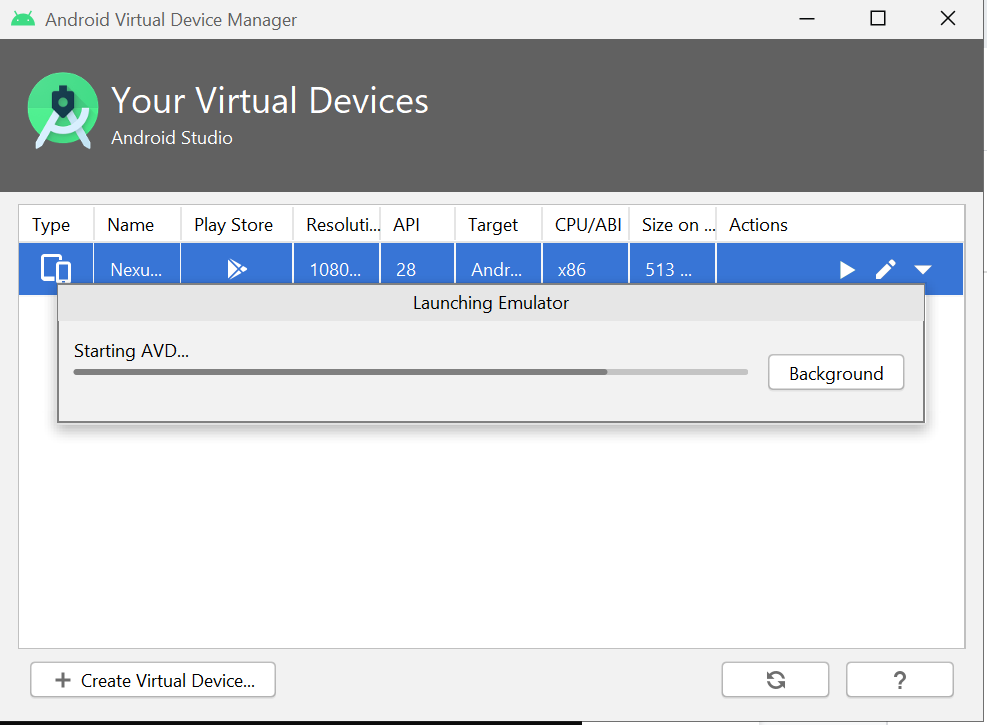 Android Virtual Device Manager
Your Virtual Devices
Android Studio
Type Name Play Store Resoluti... API Target CPU/ABI Size on ... Actions
Nexu... 1080... 28 Andr... x86 513 ...
Launching Emulator
Starting AVD...
Background
+ Create Virtual Device...
?